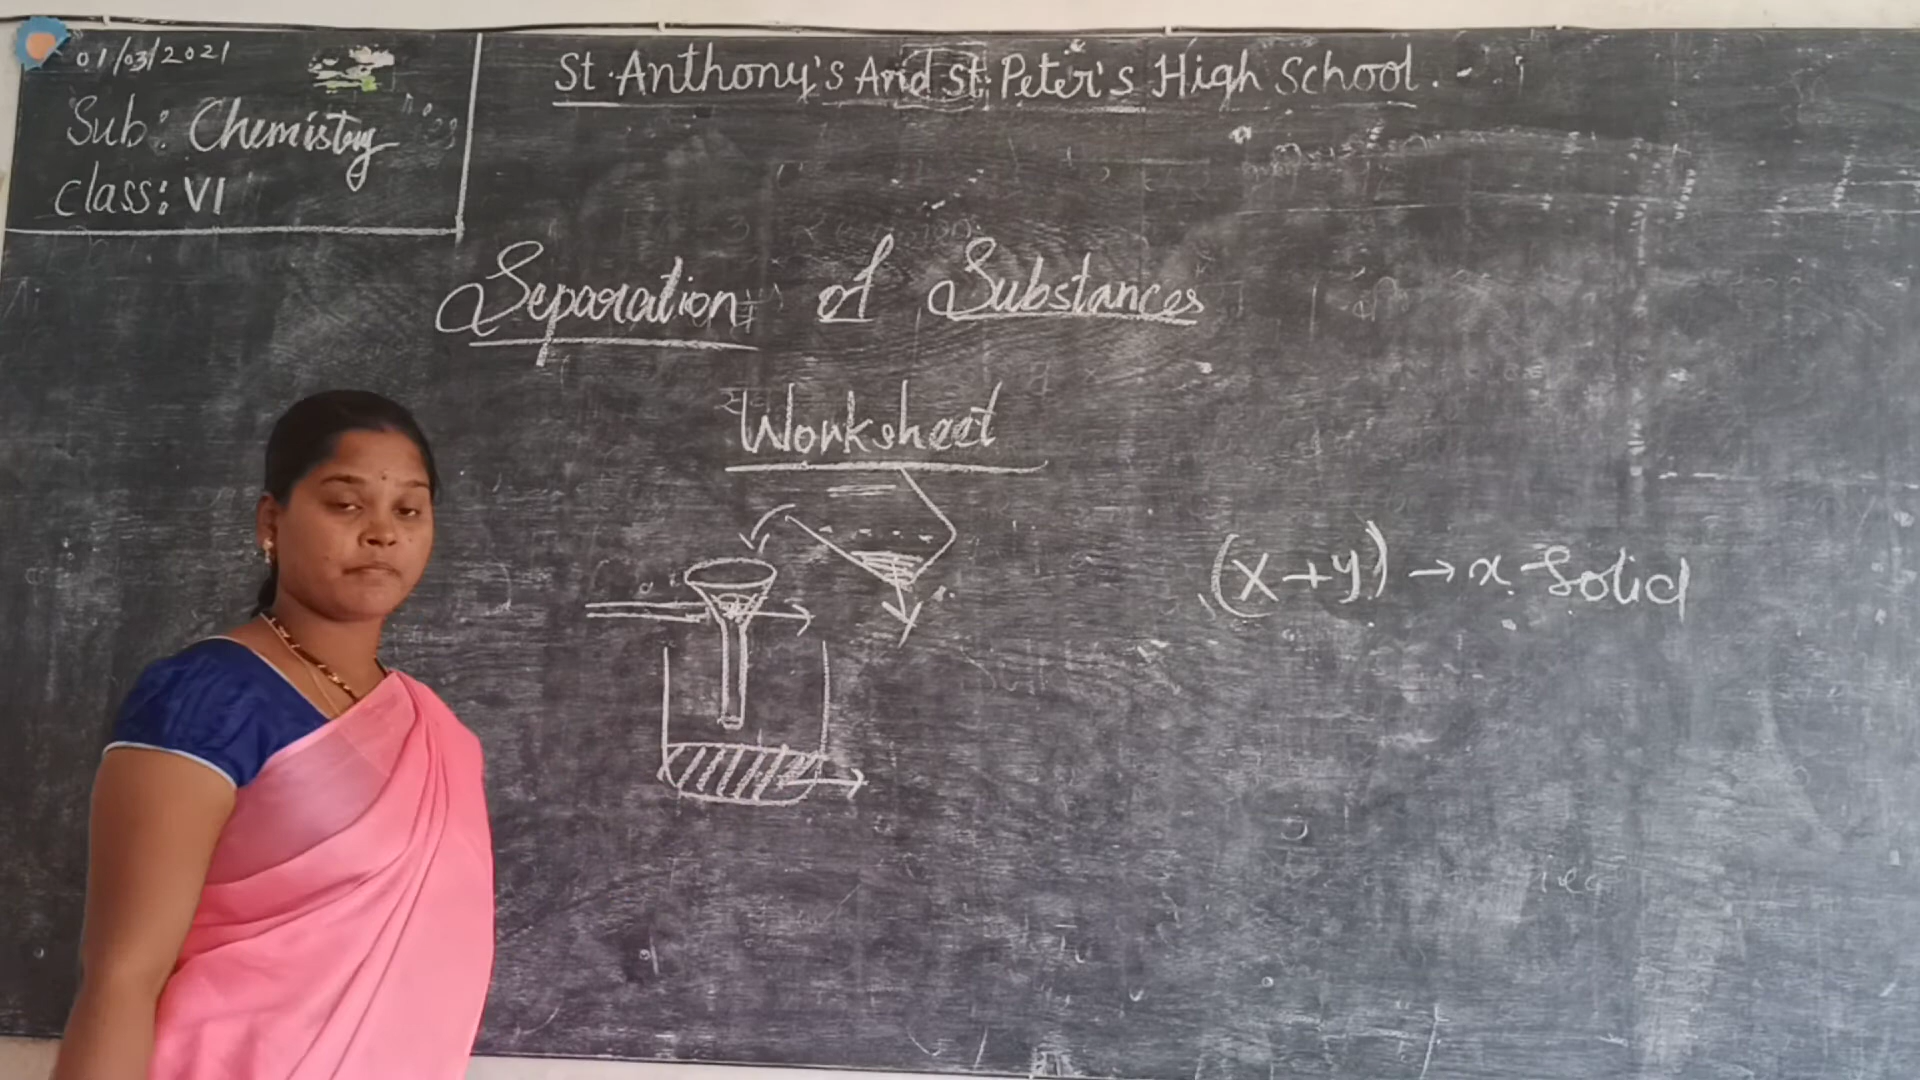 01/03/2021
Sub: Chemistry
Class: VI
St. Anthony's And St. Peter's High School.
Separation of Substances
Worksheet
(x+y) → x - Solid